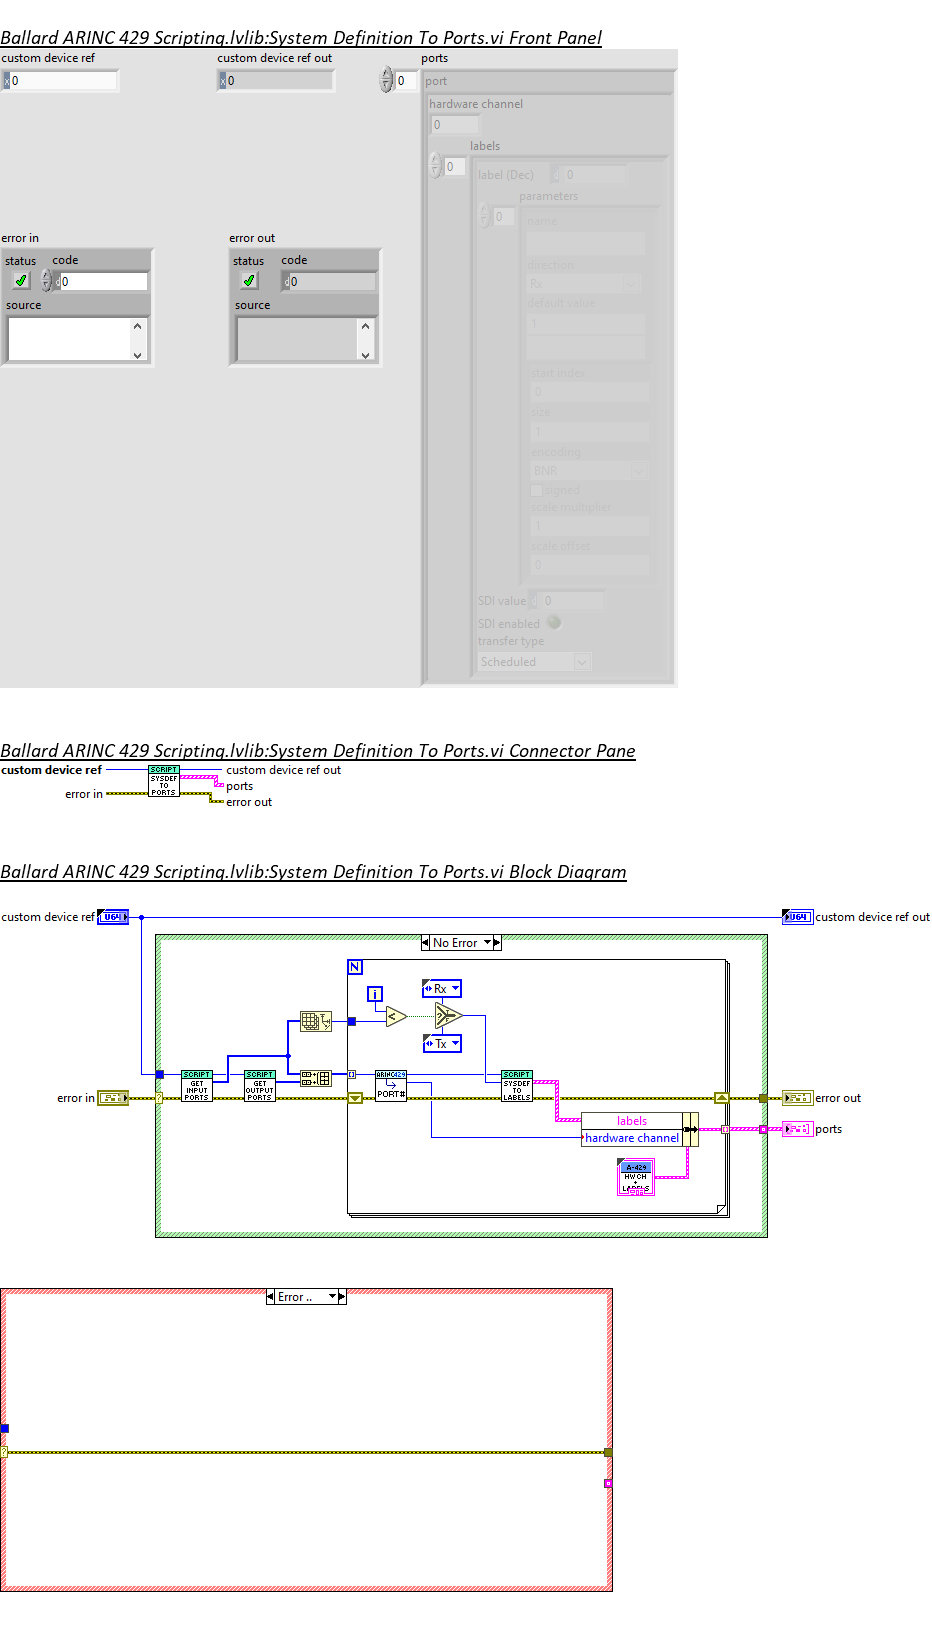 Ballard ARINC 429 Scripting.lvlib:System Definition To Ports.vi Front Panel
custom device ref
custom device ref out
ports
x 0
x 0
0
port
hardware channel
0
labels
0
label (Dec)
d 0
parameters
0
name
direction
Rx
default value
1
start index
0
size
1
encoding
BNR
signed
scale multiplier
1
scale offset
0
SDI value
d 0
SDI enabled
transfer type
Scheduled
error in
status
code
d 0
source
error out
status
code
d 0
source
Ballard ARINC 429 Scripting.lvlib:System Definition To Ports.vi Connector Pane
custom device ref
SCRIPT
SYSDEF
TO
PORTS
custom device ref out
ports
error in
error out
Ballard ARINC 429 Scripting.lvlib:System Definition To Ports.vi Block Diagram
custom device ref
U64
U64
custom device ref out
No Error
N
i
Rx
<
?
T
F
Tx
SCRIPT
GET
INPUT
PORTS
SCRIPT
GET
OUTPUT
PORTS
ARINC429
PORT#
SCRIPT
SYSDEF
TO
LABELS
error in
?
error out
labels
hardware channel
ports
A-429
HW CH
+
LABELS
Error ..
?